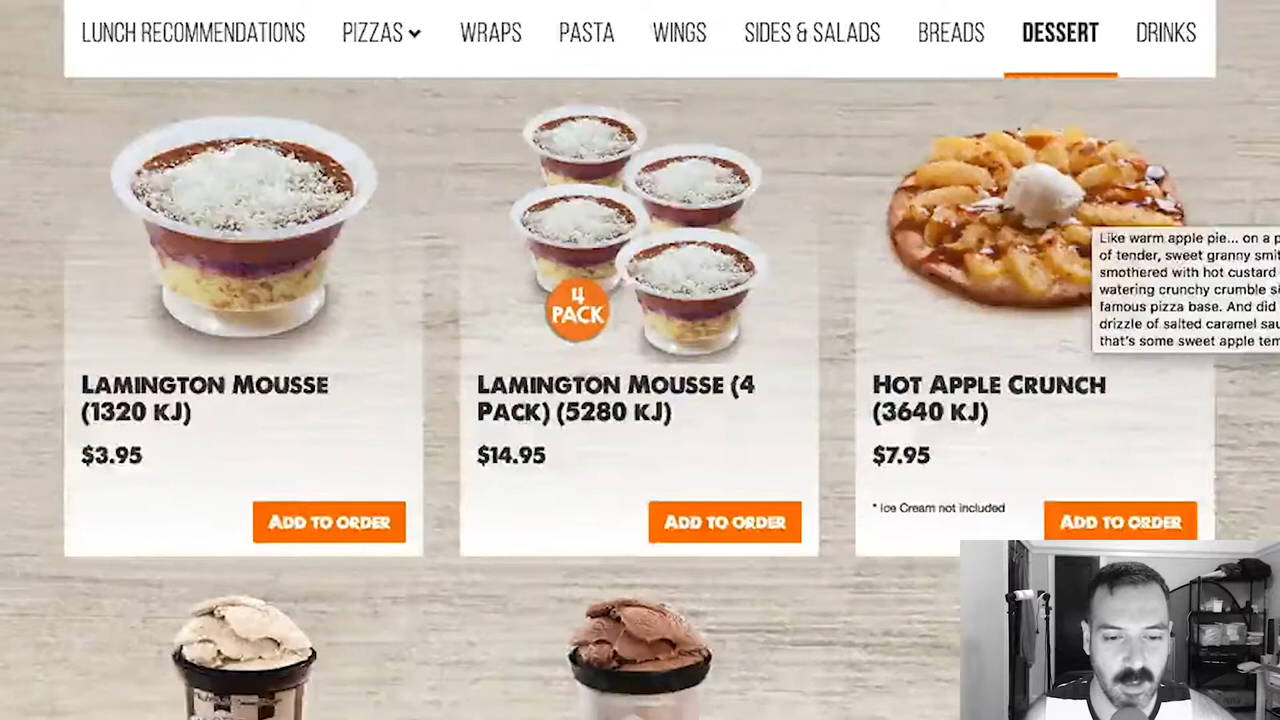 LUNCH RECOMMENDATIONS PIZZAS WRAPS PASTA WINGS SIDES & SALADS BREADS DESSERT DRINKS
4
PACK
Like warm apple pie... on a
of tender, sweet granny
smothered with hot custard
watering crunchy crumble
famous pizza base. And did
drizzle of salted caramel
that's some sweet apple
LAMINGTON MOUSSE
(1320 KJ)
$3.95
ADD TO ORDER
LAMINGTON MOUSSE (4
PACK) (5280 KJ)
$14.95
ADD TO ORDER
HOT APPLE CRUNCH
(3640 KJ)
$7.95
* Ice Cream not included
ADD TO ORDER